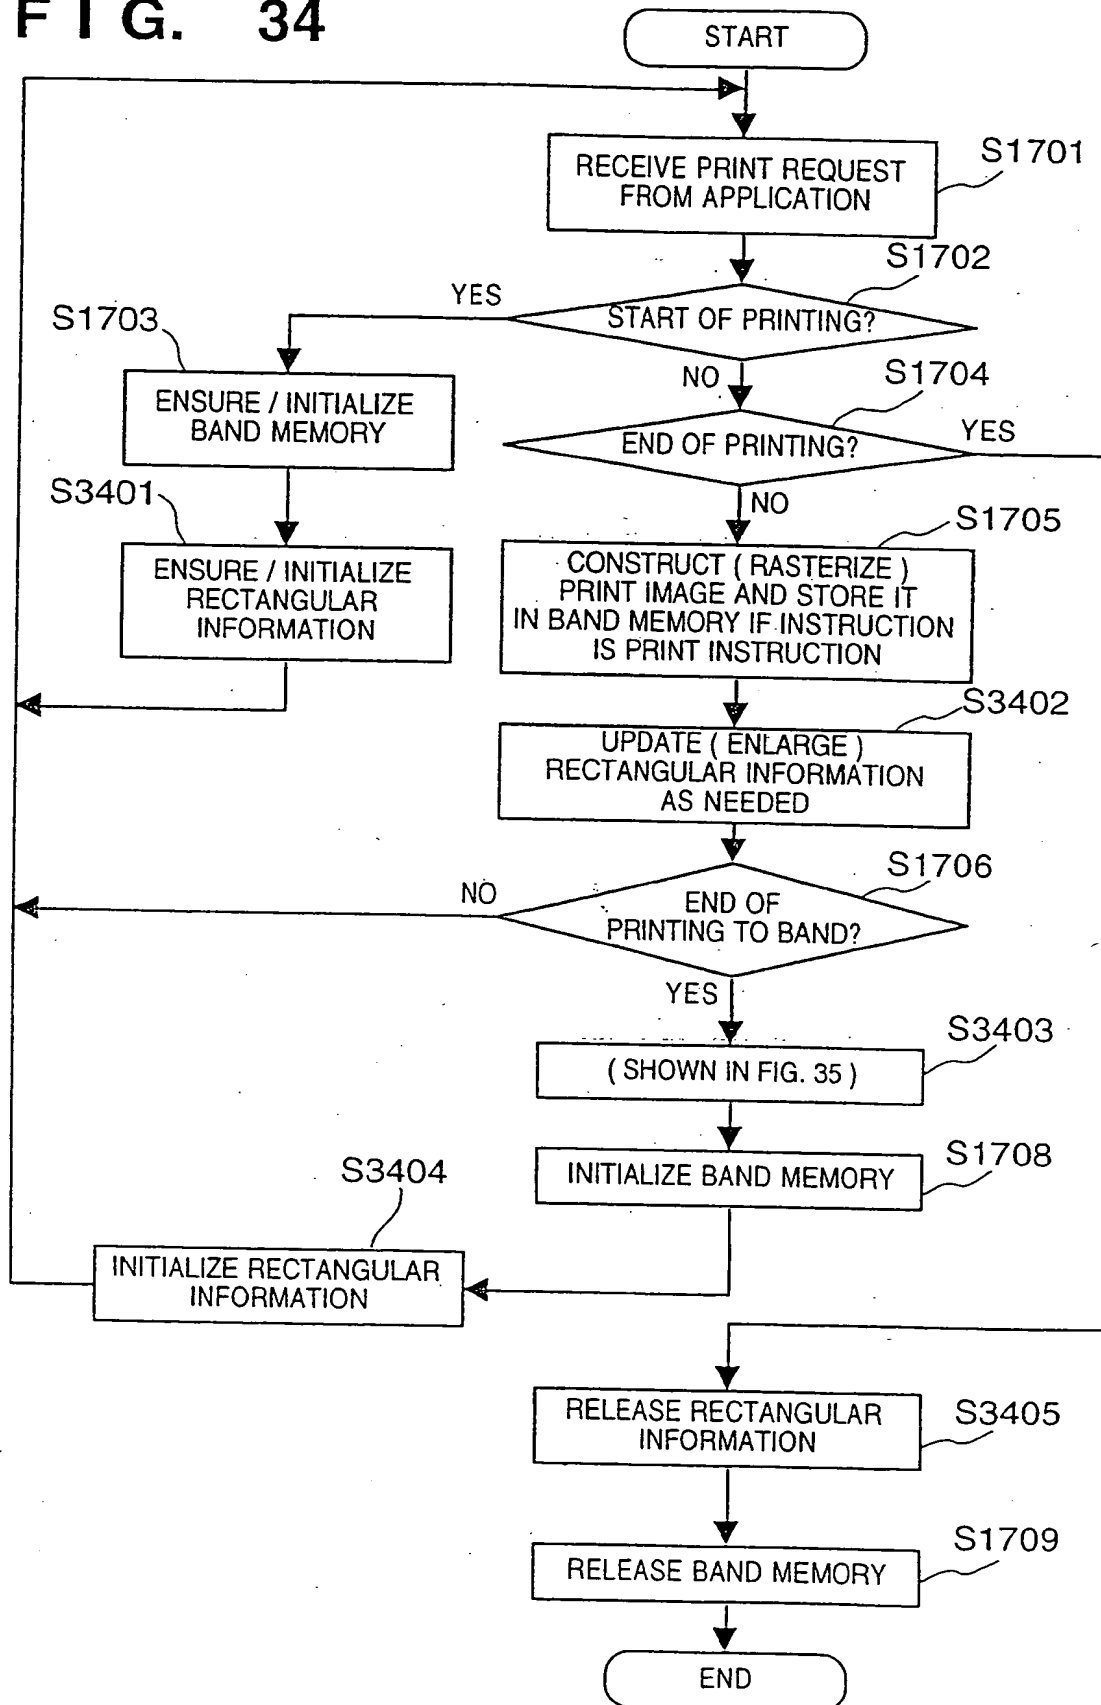 FIG. 34
START
RECEIVE PRINT REQUEST
FROM APPLICATION
S1701
S1702
START OF PRINTING?
YES
NO
S1703
ENSURE / INITIALIZE
BAND MEMORY
S1704
END OF PRINTING?
YES
NO
S3401
ENSURE / INITIALIZE
RECTANGULAR
INFORMATION
S1705
CONSTRUCT ( RASTERIZE )
PRINT IMAGE AND STORE IT
IN BAND MEMORY IF INSTRUCTION
IS PRINT INSTRUCTION
S3402
UPDATE ( ENLARGE )
RECTANGULAR INFORMATION
AS NEEDED
S1706
NO
END OF
PRINTING TO BAND?
YES
S3403
( SHOWN IN FIG. 35 )
S1708
INITIALIZE BAND MEMORY
S3404
INITIALIZE RECTANGULAR
INFORMATION
RELEASE RECTANGULAR
INFORMATION
S3405
S1709
RELEASE BAND MEMORY
END